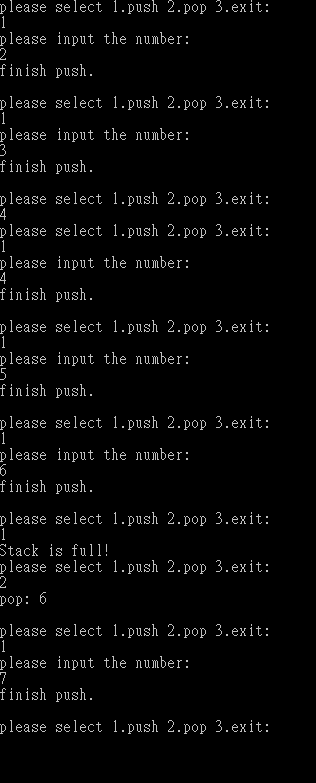 please select 1.push 2.pop 3.exit:
1
please input the number:
2
finish push.
please select 1.push 2.pop 3.exit:
1
please input the number:
3
finish push.
please select 1.push 2.pop 3.exit:
4
please select 1.push 2.pop 3.exit:
1
please input the number:
4
finish push.
please select 1.push 2.pop 3.exit:
1
please input the number:
5
finish push.
please select 1.push 2.pop 3.exit:
1
please input the number:
6
finish push.
please select 1.push 2.pop 3.exit:
1
Stack is full!
please select 1.push 2.pop 3.exit:
2
pop: 6
please select 1.push 2.pop 3.exit:
1
please input the number:
7
finish push.
please select 1.push 2.pop 3.exit: